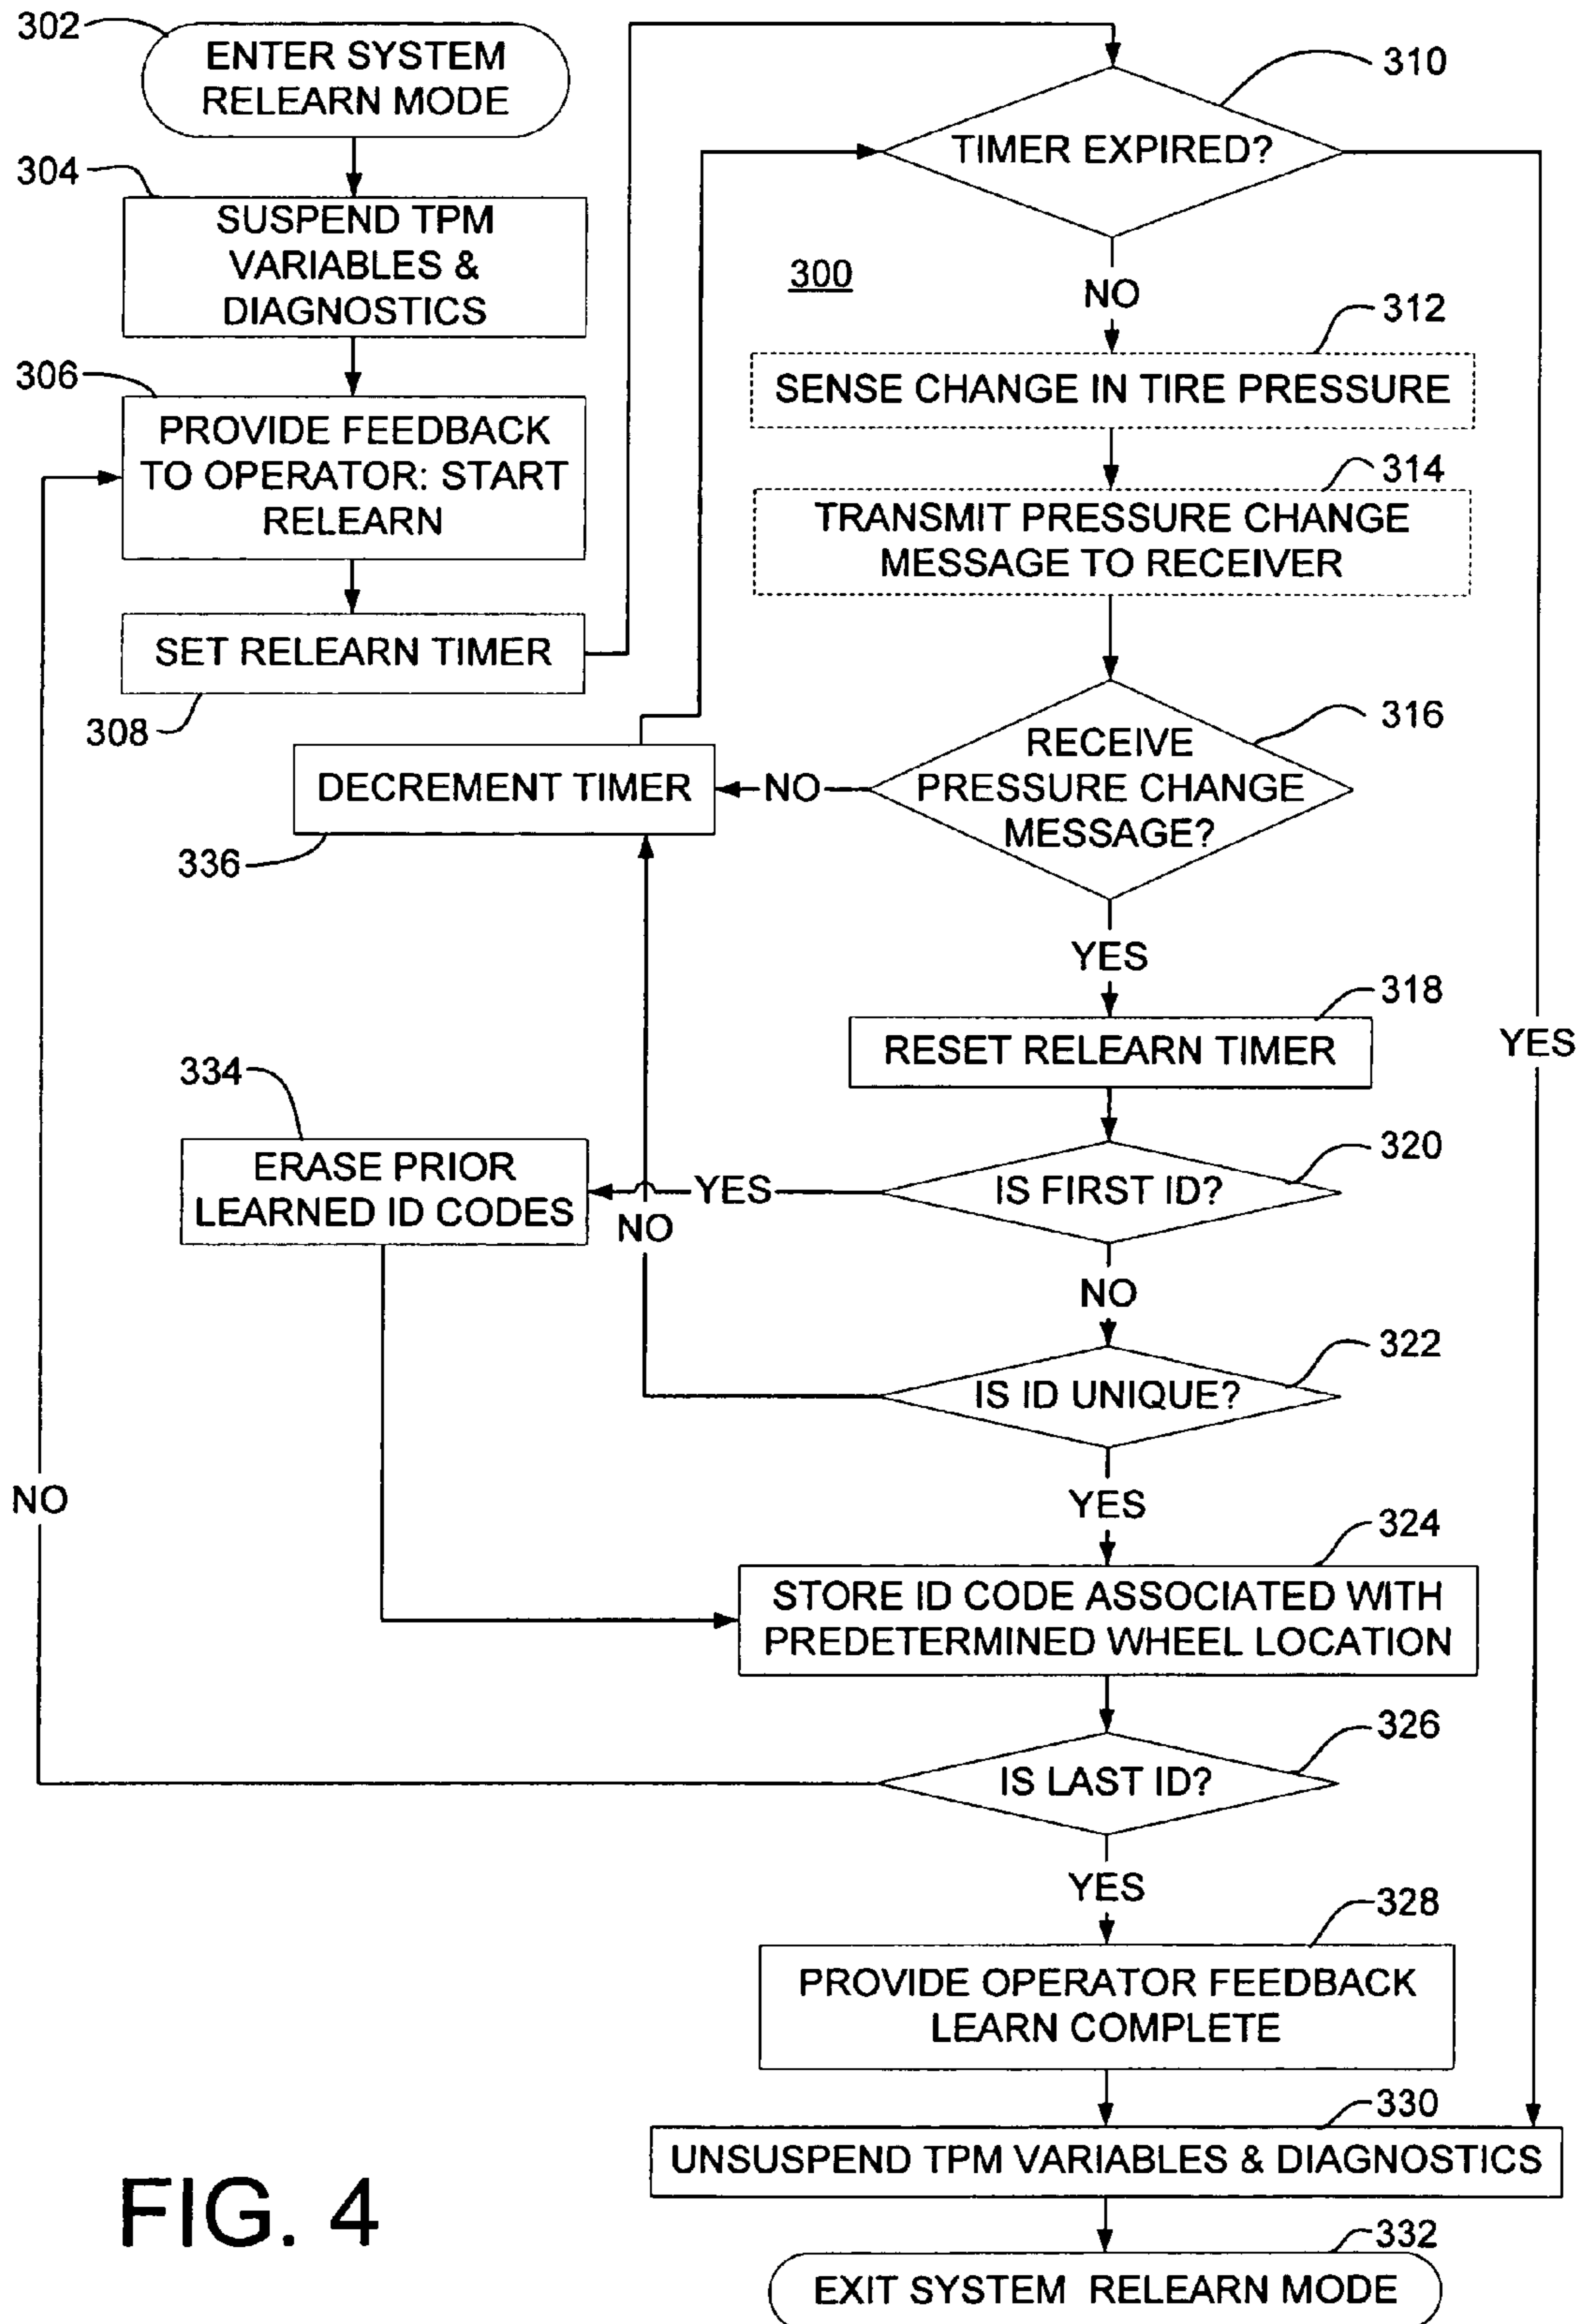 302
ENTER SYSTEM
RELEARN MODE
304
SUSPEND TPM
VARIABLES &
DIAGNOSTICS
306
PROVIDE FEEDBACK
TO OPERATOR: START
RELEARN
SET RELEARN TIMER
308
310
TIMER EXPIRED?
300
NO
YES
312
SENSE CHANGE IN TIRE PRESSURE
314
TRANSMIT PRESSURE CHANGE
MESSAGE TO RECEIVER
316
RECEIVE
PRESSURE CHANGE
MESSAGE?
NO
DECREMENT TIMER
336
YES
318
RESET RELEARN TIMER
320
IS FIRST ID?
YES
334
ERASE PRIOR
LEARNED ID CODES
NO
NO
322
IS ID UNIQUE?
YES
324
STORE ID CODE ASSOCIATED WITH
PREDETERMINED WHEEL LOCATION
326
IS LAST ID?
NO
YES
328
PROVIDE OPERATOR FEEDBACK
LEARN COMPLETE
330
UNSUSPEND TPM VARIABLES & DIAGNOSTICS
332
EXIT SYSTEM RELEARN MODE
FIG. 4